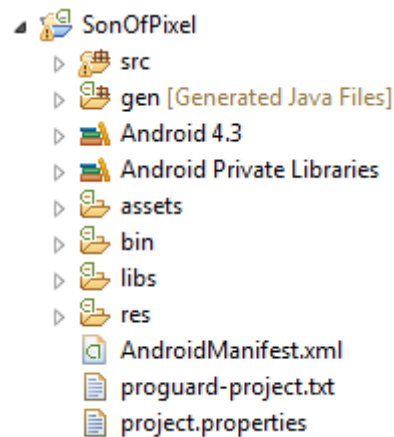 SonOfPixel
src
gen [Generated Java Files]
Android 4.3
Android Private Libraries
assets
bin
libs
res
AndroidManifest.xml
proguard-project.txt
project.properties